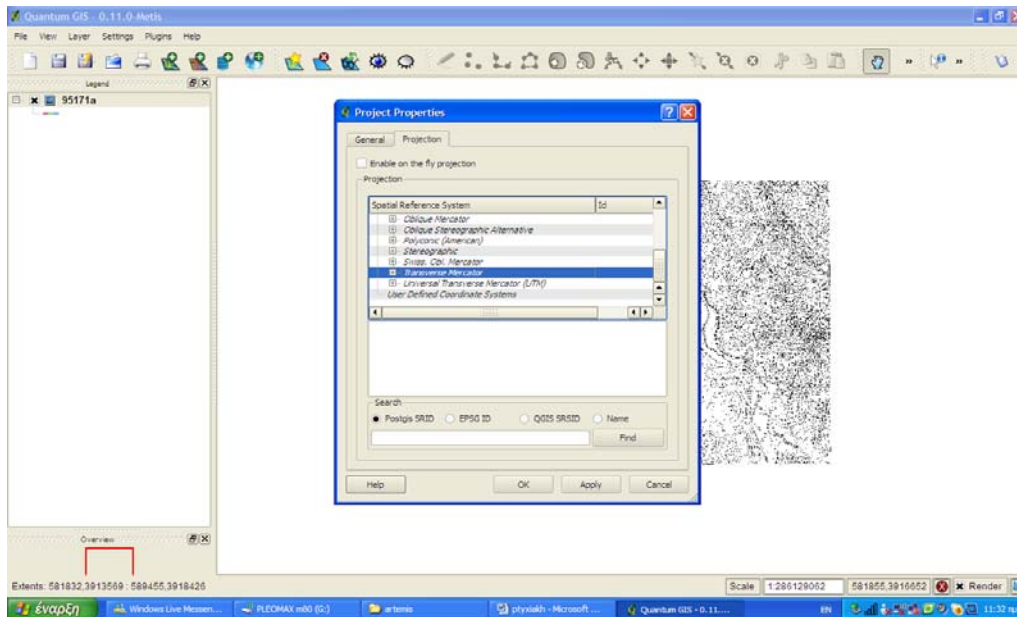 Quantum GIS - 0.11.0-Metis
File View Layer Settings Plugins Help
Legend
95171a
Project Properties
General Projection
Enable on the fly projection
Projection
Spatial Reference System Id
Oblique Mercator
Oblique Stereographic Alternative
Polyconic (American)
Stereographic
Swiss. Obl. Mercator
Transverse Mercator
Universal Transverse Mercator (UTM)
User Defined Coordinate Systems
Search
Postgis SRID EPSG ID QGIS SRSID Name
Find
Help OK Apply Cancel
Overview
Extents: 581832,3913569 : 589455,3918426
Scale 1:286129062 581855,3916652 Render
έναρξη Windows Live Messen... PLEOMAX m80 (G:) artemis ptyxiakh - Microsoft ... Quantum GIS - 0.11.... EN 11:32 πμ